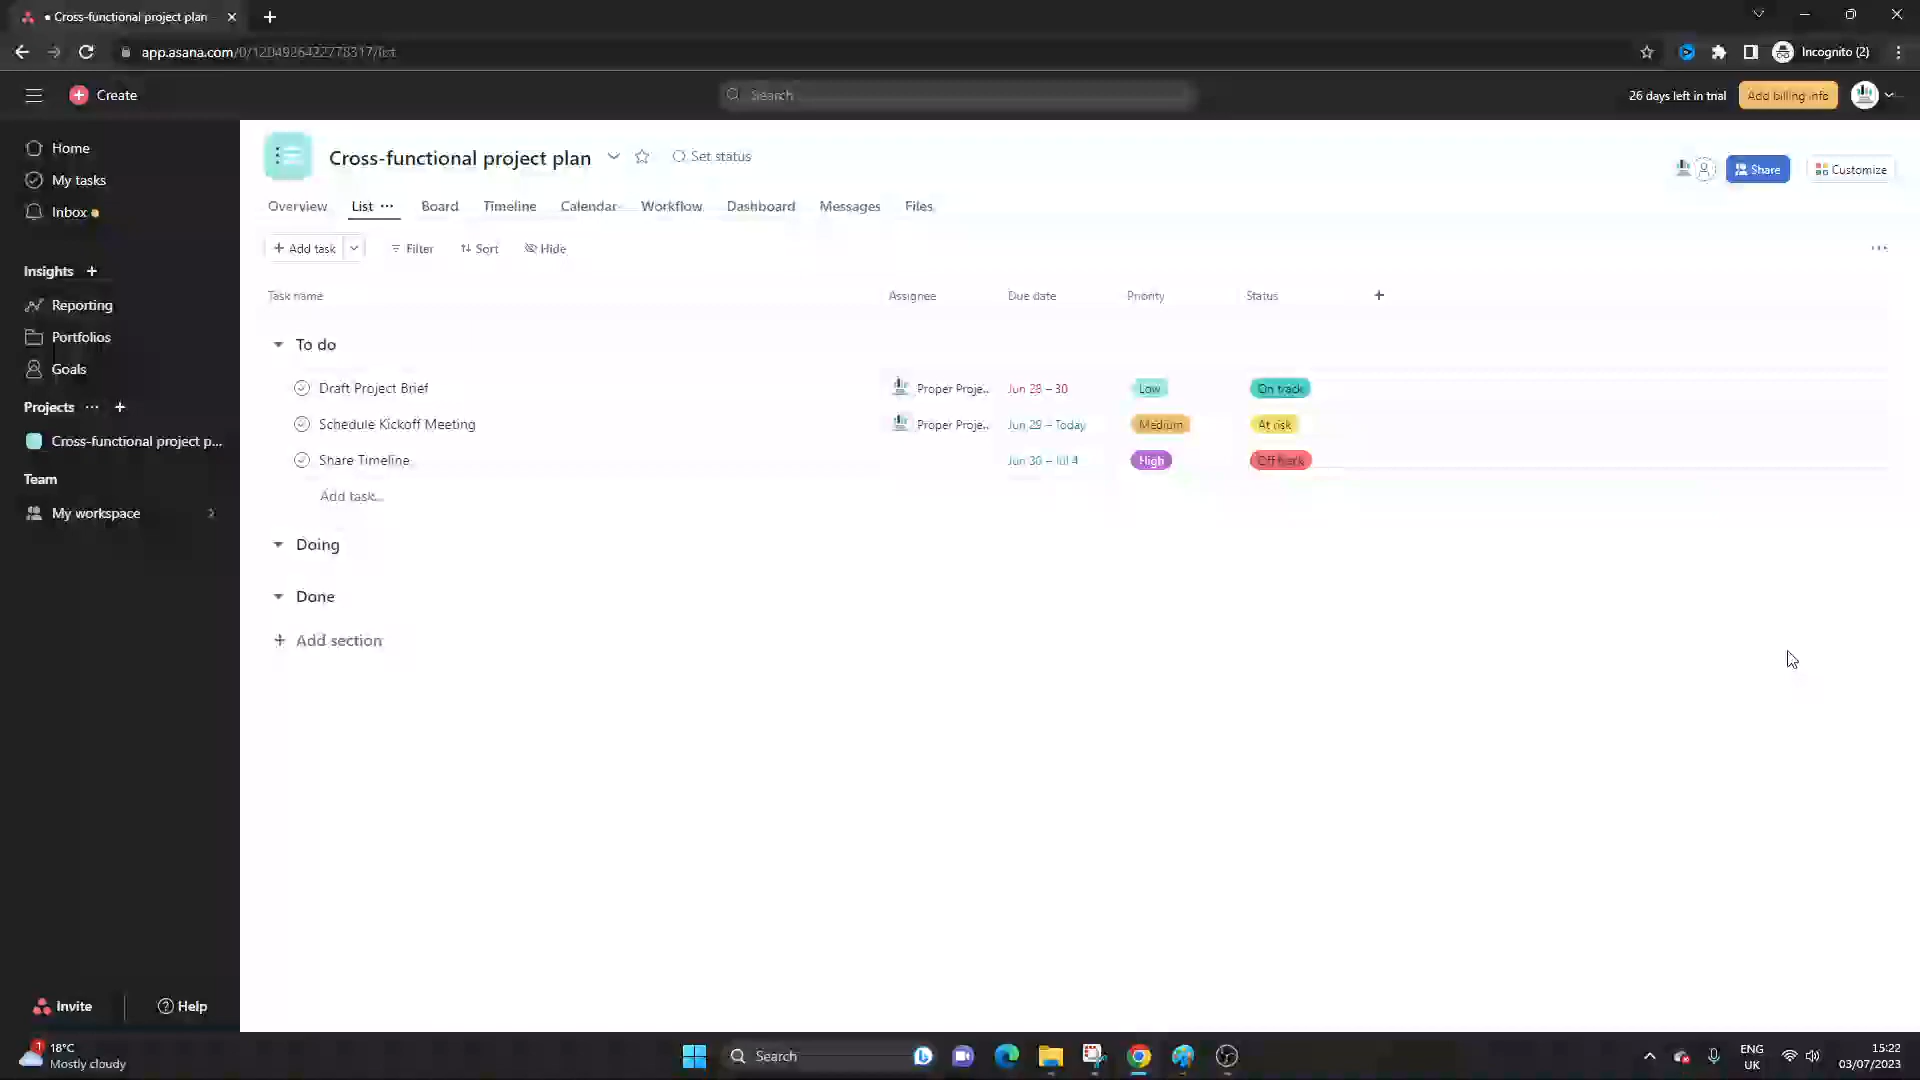 • Cross-functional project plan
app.asana.com/0/1204926422778317/list
Incognito (2)
Create
Search
26 days left in trial
Add billing info
Home
My tasks
Inbox
Insights
Reporting
Portfolios
Goals
Projects
Cross-functional project p...
Team
My workspace
Invite
Help
Cross-functional project plan
Set status
Share
Customize
Overview
List
Board
Timeline
Calendar
Workflow
Dashboard
Messages
Files
+ Add task
Filter
Sort
Hide
Task name
Assignee
Due date
Priority
Status
To do
Draft Project Brief
Proper Proje...
Jun 28 – 30
Low
On track
Schedule Kickoff Meeting
Proper Proje...
Jun 29 – Today
Medium
At risk
Share Timeline
Jun 30 – Jul 4
High
Off track
Add task...
Doing
Done
+ Add section
1
18°C
Mostly cloudy
Search
ENG
UK
15:22
03/07/2023